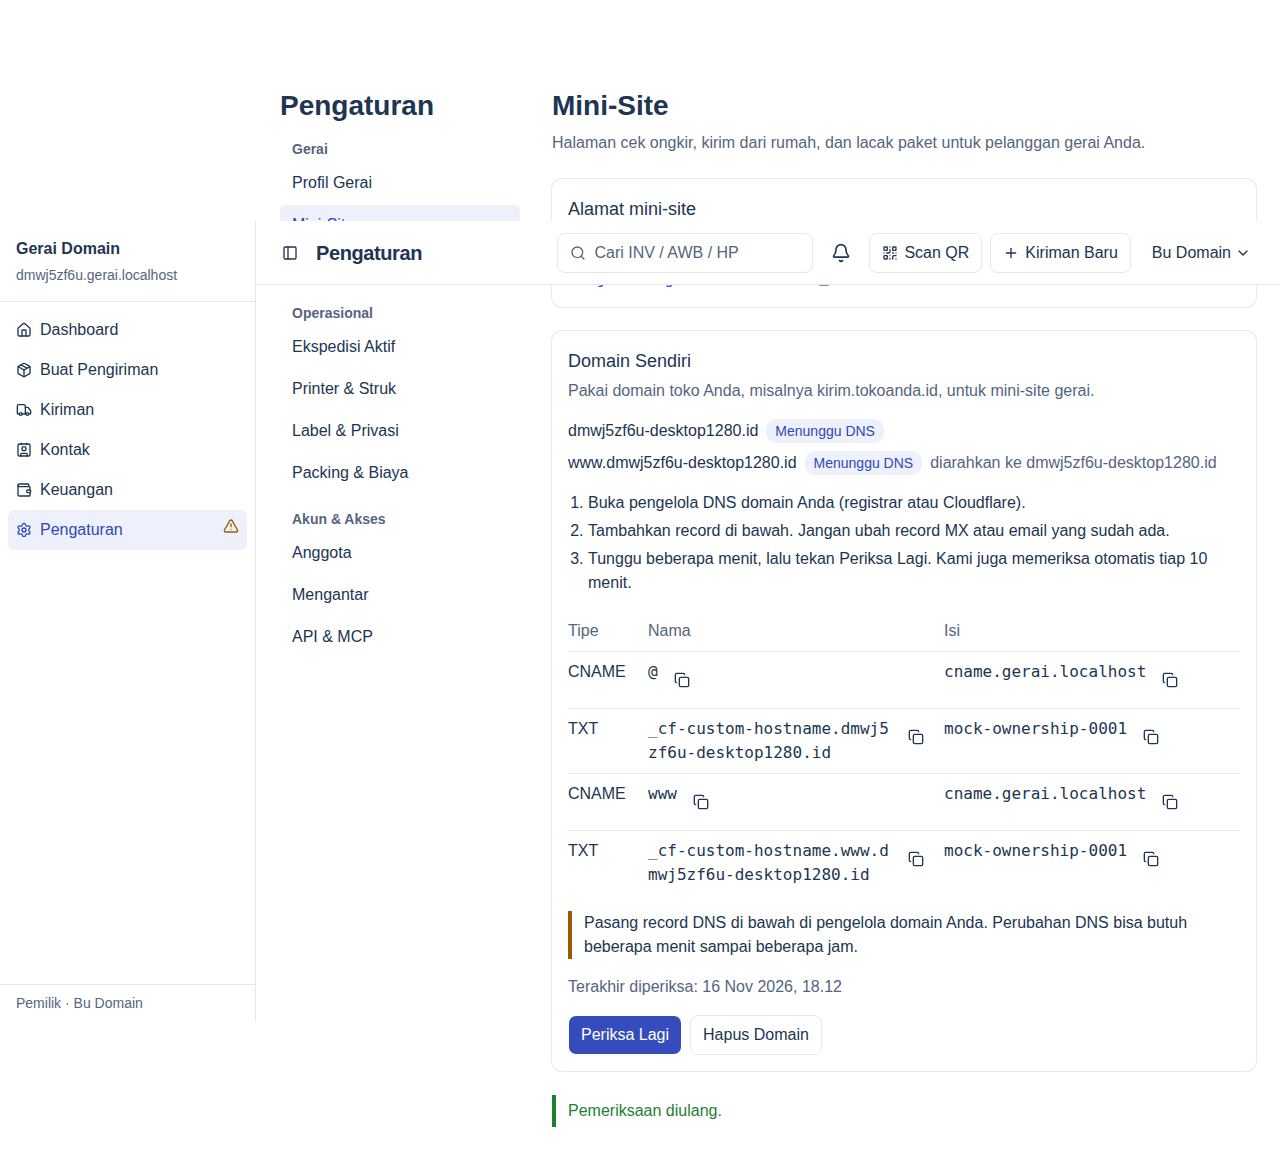 Pengaturan
Gerai
Profil Gerai
Mini-Site
Halaman cek ongkir, kirim dari rumah, dan lacak paket untuk pelanggan gerai Anda.
Alamat mini-site
Gerai Domain
dmwj5zf6u.gerai.localhost
Pengaturan
Cari INV / AWB / HP
Scan QR
Kiriman Baru
Bu Domain
Dashboard
Buat Pengiriman
Kiriman
Kontak
Keuangan
Pengaturan
Pemilik · Bu Domain
Operasional
Ekspedisi Aktif
Printer & Struk
Label & Privasi
Packing & Biaya
Akun & Akses
Anggota
Mengantar
API & MCP
Domain Sendiri
Pakai domain toko Anda, misalnya kirim.tokoanda.id, untuk mini-site gerai.
dmwj5zf6u-desktop1280.id Menunggu DNS
www.dmwj5zf6u-desktop1280.id Menunggu DNS diarahkan ke dmwj5zf6u-desktop1280.id
1. Buka pengelola DNS domain Anda (registrar atau Cloudflare).
2. Tambahkan record di bawah. Jangan ubah record MX atau email yang sudah ada.
3. Tunggu beberapa menit, lalu tekan Periksa Lagi. Kami juga memeriksa otomatis tiap 10
menit.
Tipe Nama Isi
CNAME @ cname.gerai.localhost
TXT _cf-custom-hostname.dmwj5 mock-ownership-0001
zf6u-desktop1280.id
CNAME www cname.gerai.localhost
TXT _cf-custom-hostname.www.d mock-ownership-0001
mwj5zf6u-desktop1280.id
Pasang record DNS di bawah di pengelola domain Anda. Perubahan DNS bisa butuh
beberapa menit sampai beberapa jam.
Terakhir diperiksa: 16 Nov 2026, 18.12
Periksa Lagi
Hapus Domain
Pemeriksaan diulang.